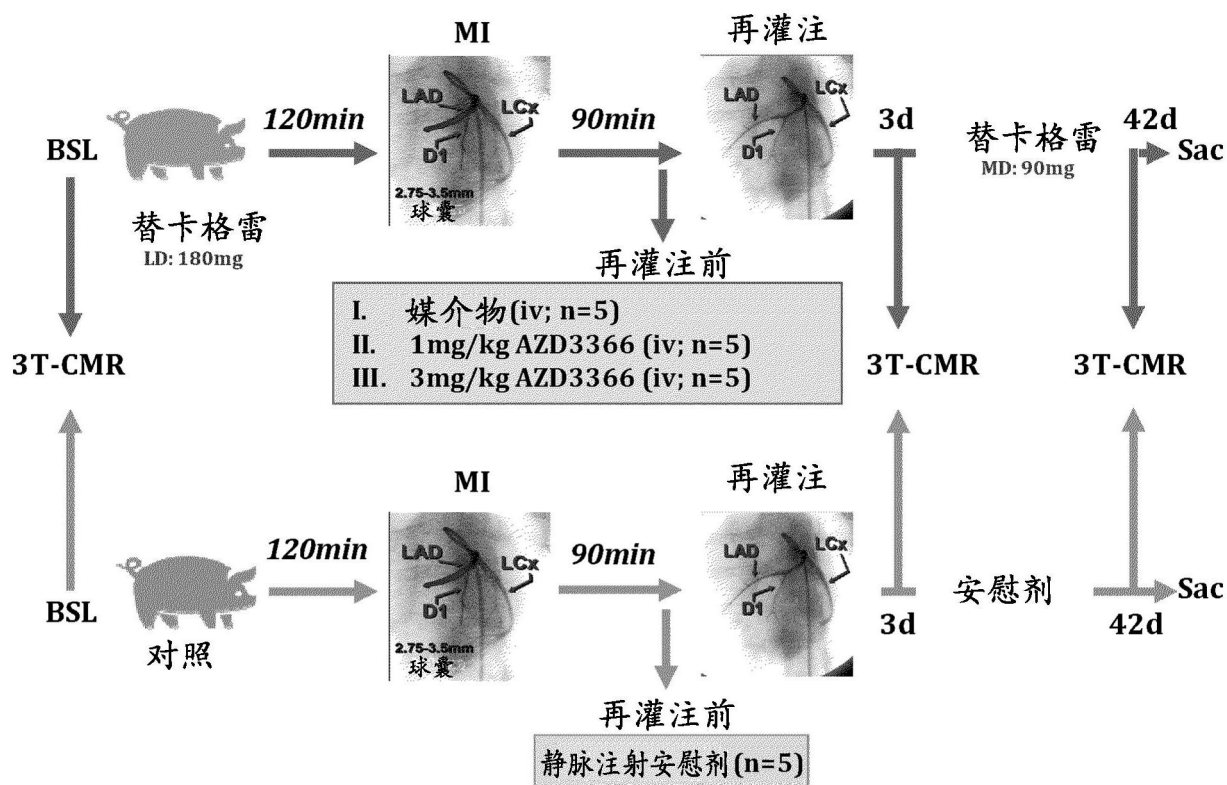 MI
再灌注
LAD
LCx
D1
2.75-3.5mm
球囊
LAD
LCx
D1
BSL
120min
90min
3d
替卡格雷
MD: 90mg
42d
Sac
替卡格雷
LD: 180mg
再灌注前
I. 媒介物(iv; n=5)
II. 1mg/kg AZD3366 (iv; n=5)
III. 3mg/kg AZD3366 (iv; n=5)
3T-CMR
3T-CMR
3T-CMR
MI
再灌注
LAD
LCx
D1
2.75-3.5mm
球囊
LAD
LCx
D1
120min
90min
BSL
对照
3d
安慰剂
42d
Sac
再灌注前
静脉注射安慰剂(n=5)